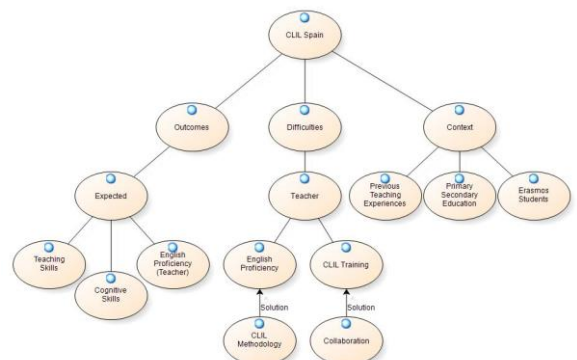 CLIL Spain
Outcomes
Difficulties
Context
Expected
Teacher
Previous
Teaching
Experiences
Primary
Secondary
Education
Erasmos
Students
Teaching
Skills
Cognitive
Skills
English
Proficiency
(Teacher)
English
Proficiency
CLIL Training
Solution
Solution
CLIL
Methodology
Collaboration